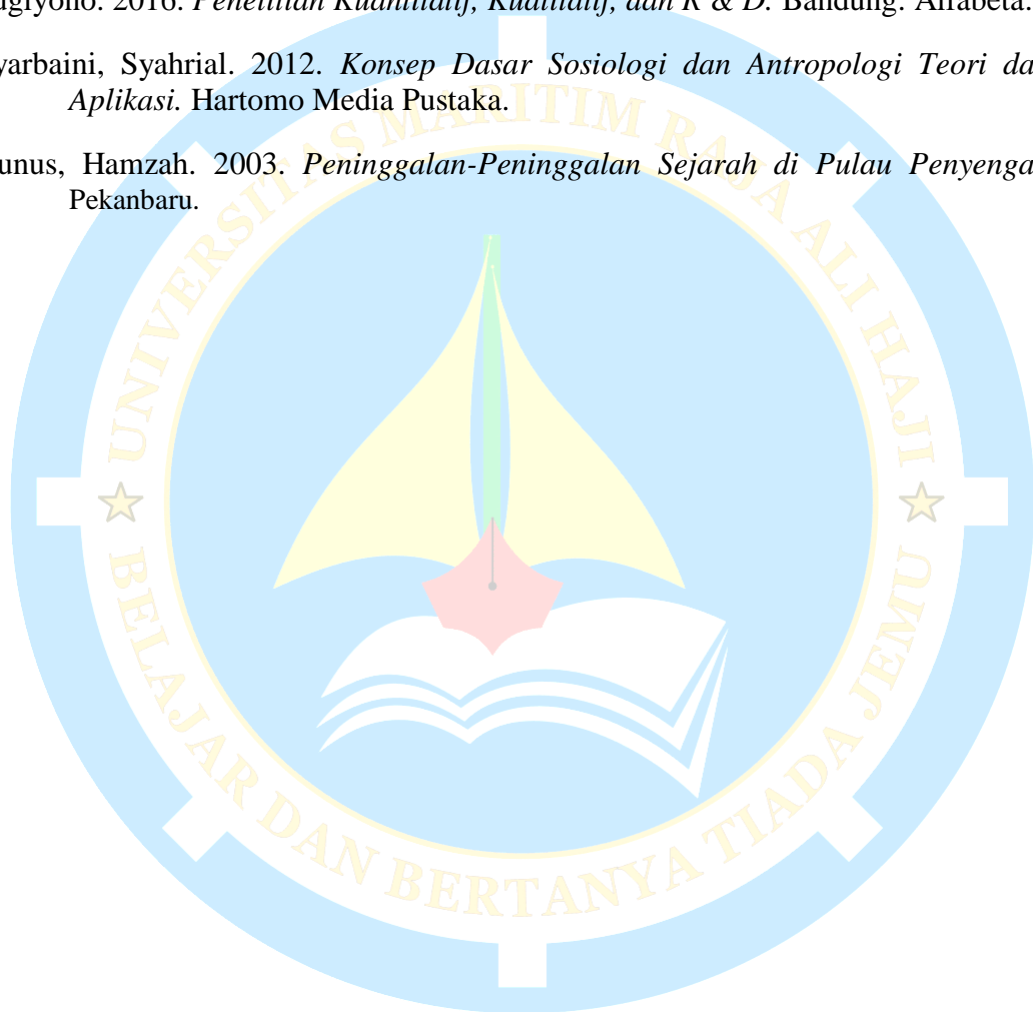 ugiyono. 2016. Penelitian Kuantitatif, Kualitatif, dan R & D. Bandung: Alfabeta.
yarbaini, Syahrial. 2012. Konsep Dasar Sosiologi dan Antropologi Teori da
Aplikasi. Hartomo Media Pustaka.
unus, Hamzah. 2003. Peninggalan-Peninggalan Sejarah di Pulau Penyenga
Pekanbaru.
UNIVERSITAS MARITIM RAJA ALI HAJI
BELAJAR DAN BERTANYA TIADA JEMU